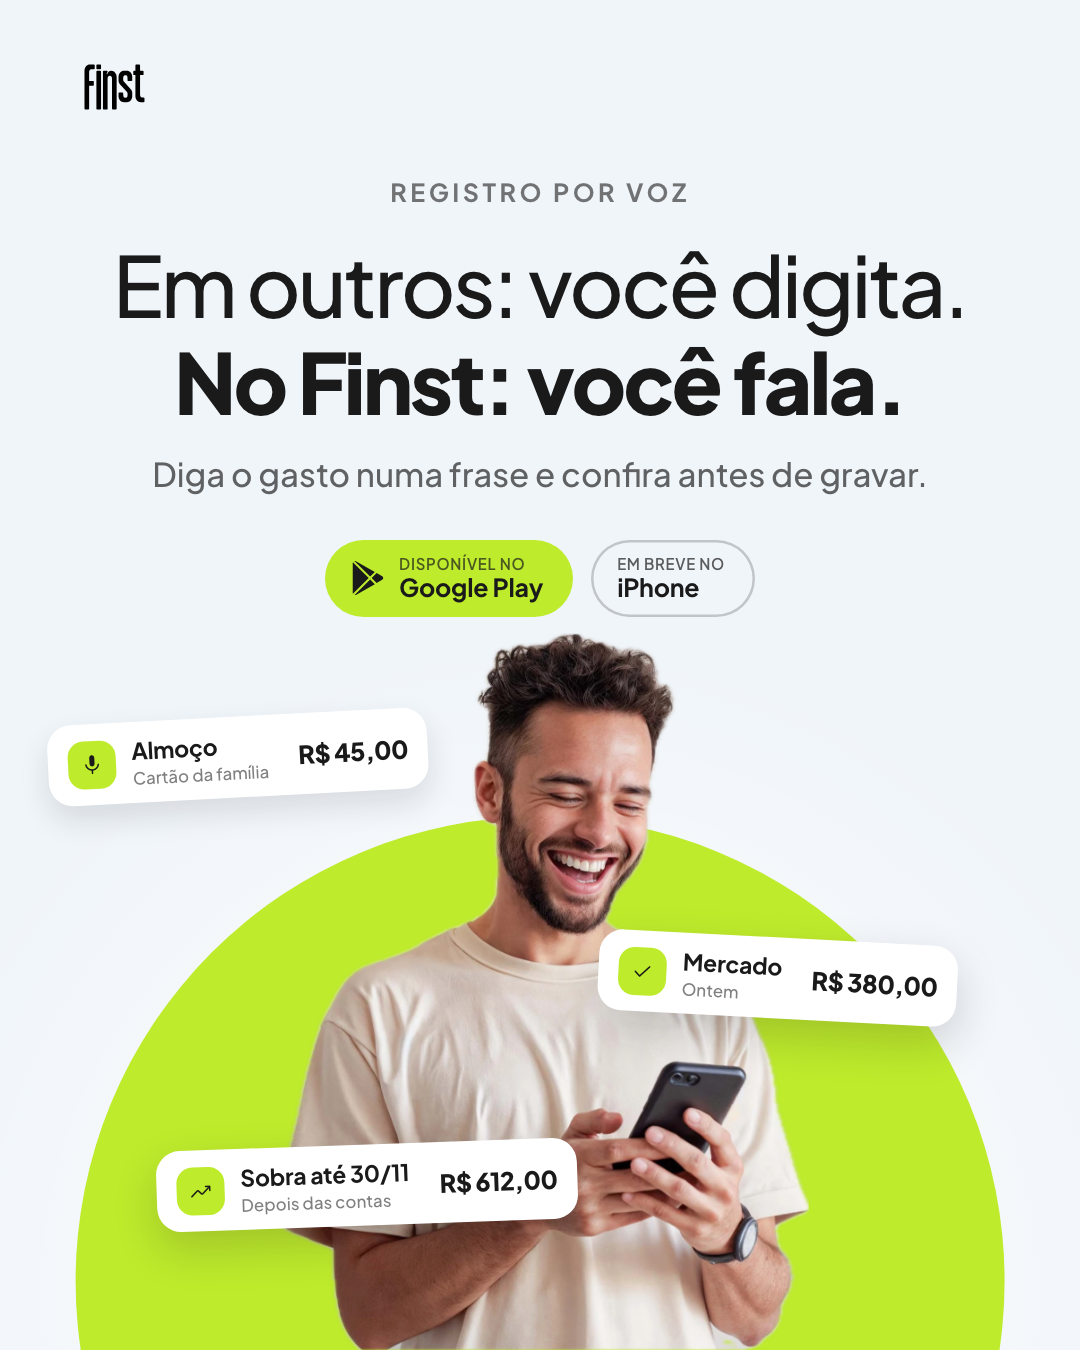 Finst
REGISTRO POR VOZ
Em outros: você digita.
No Finst: você fala.
Diga o gasto numa frase e confira antes de gravar.
DISPONÍVEL NO
Google Play
EM BREVE NO
iPhone
Almoço
Cartão da família
R$ 45,00
Mercado
Ontem
R$ 380,00
Sobra até 30/11
Depois das contas
R$ 612,00